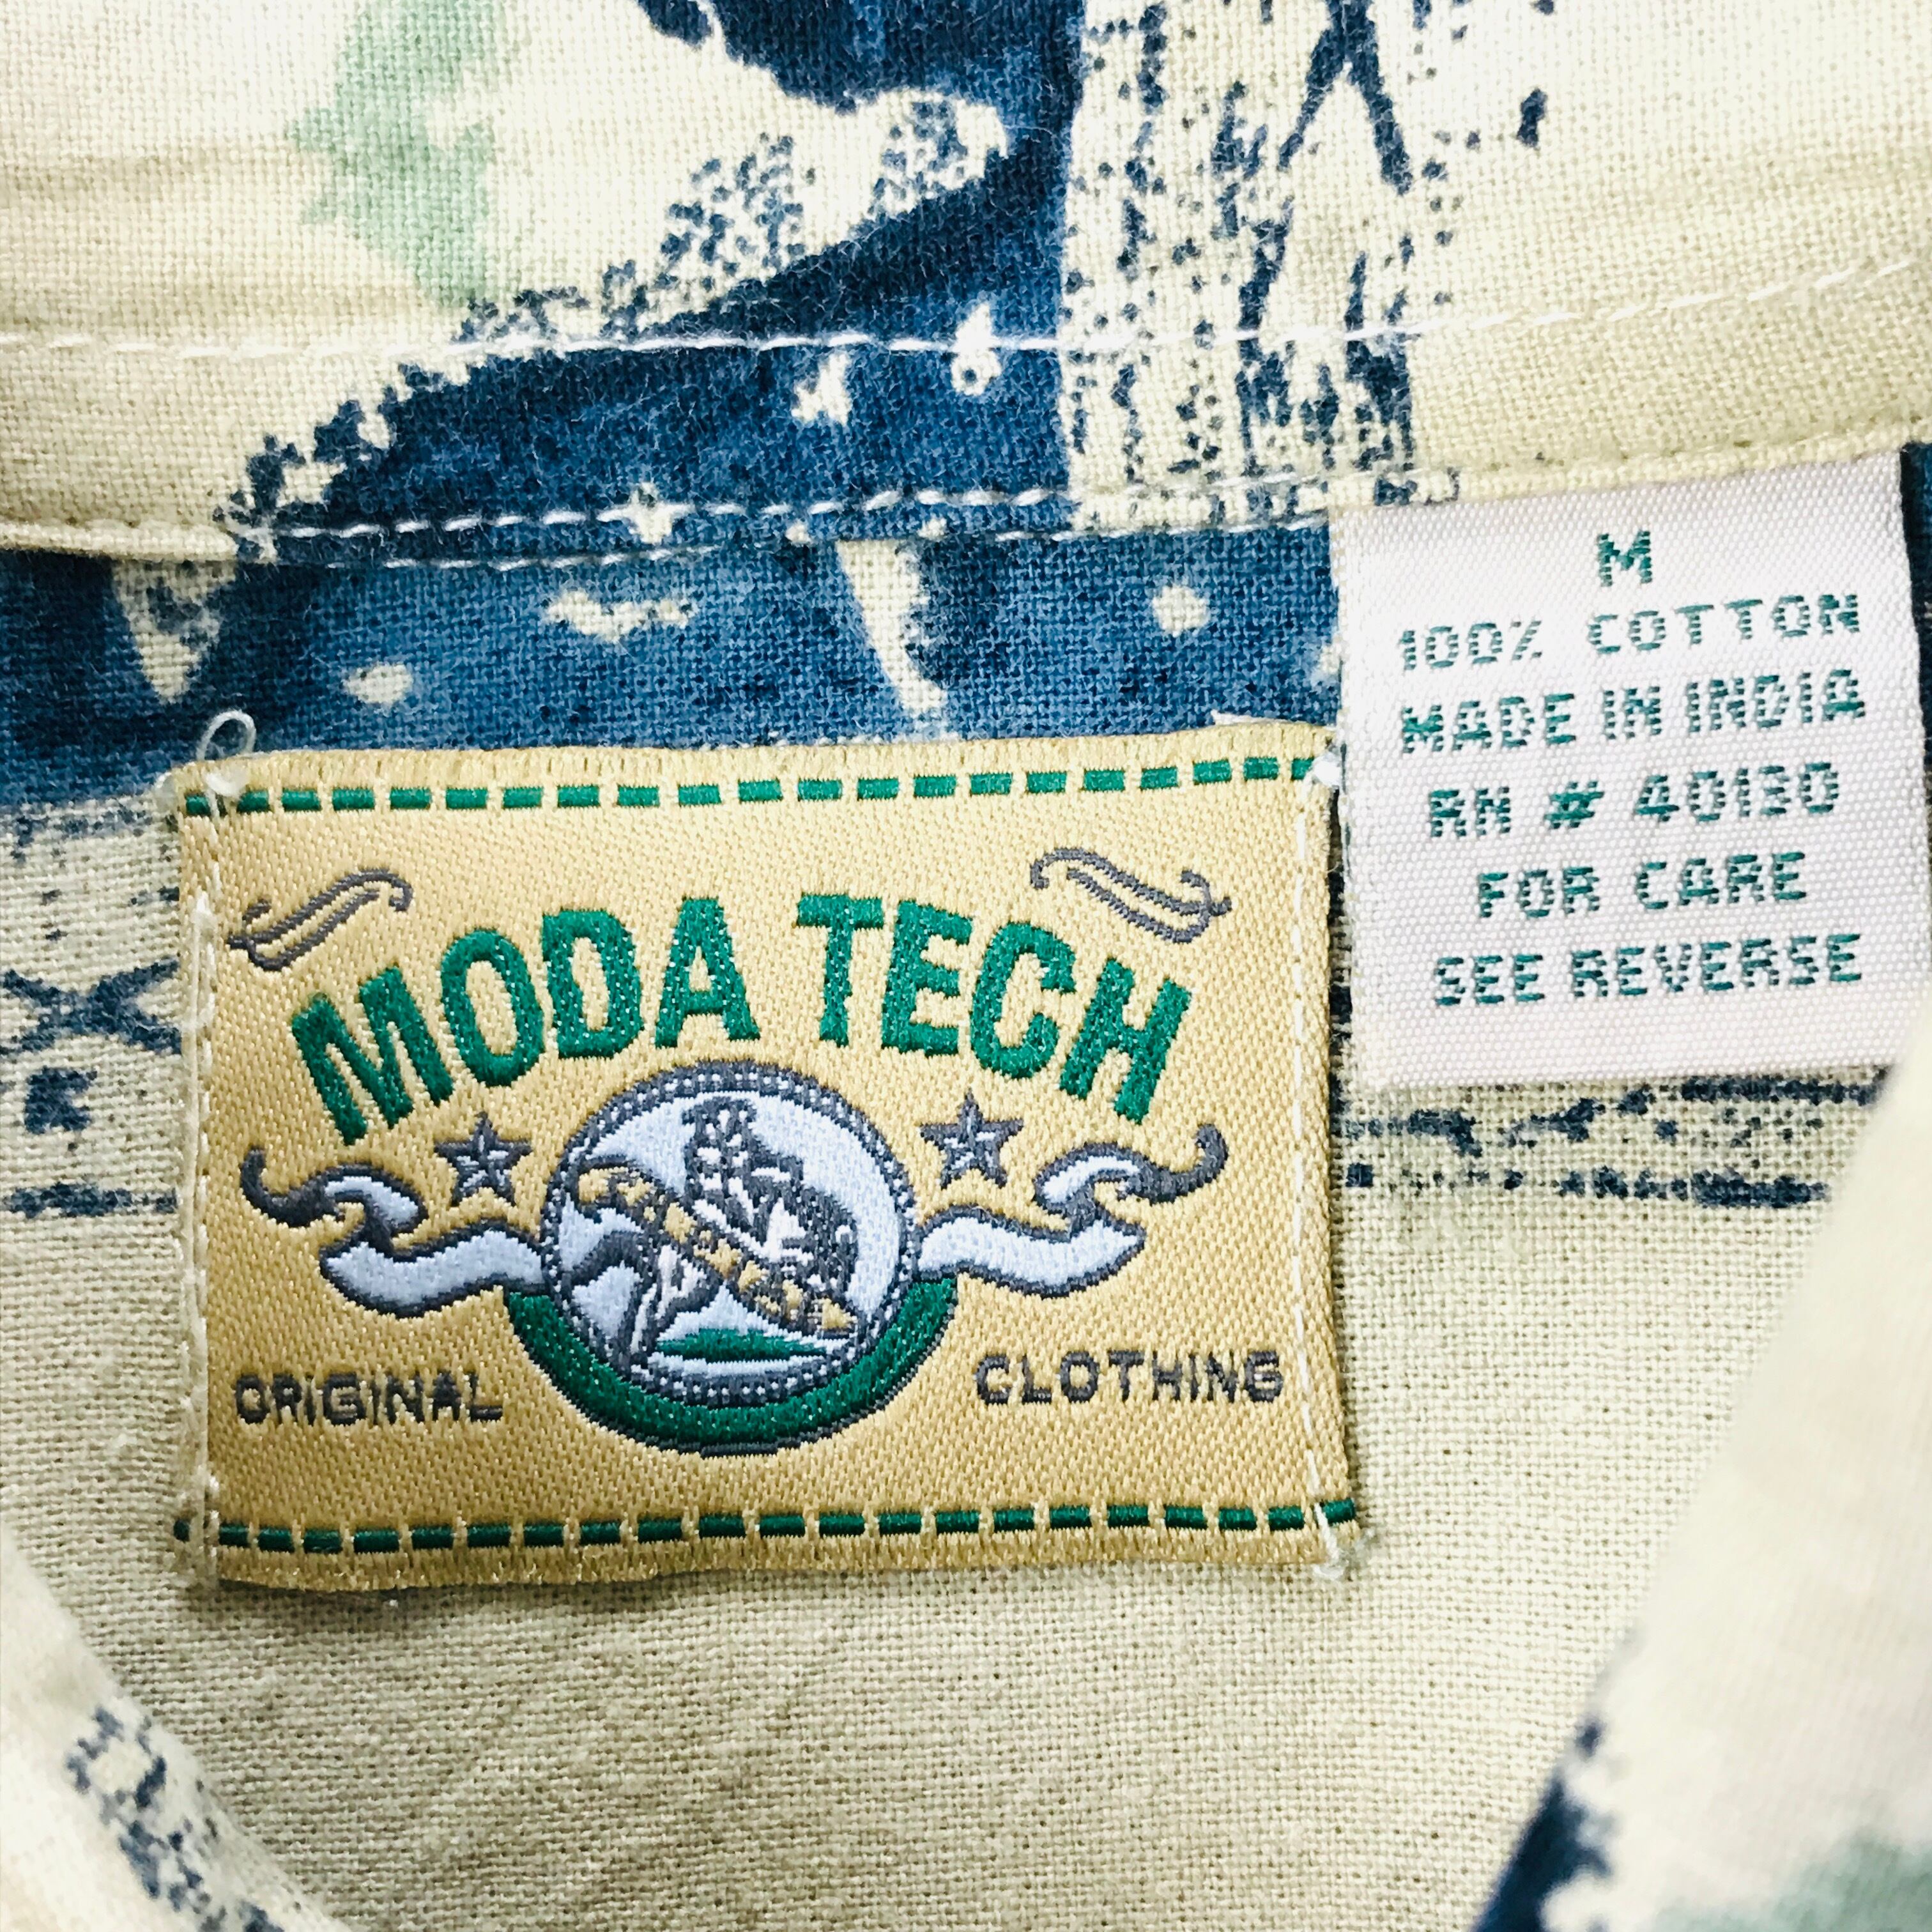 M
100% COTTON
MADE IN INDIA
RN # 40130
FOR CARE
SEE REVERSE
MODA TECH
ORIGINAL
CLOTHING